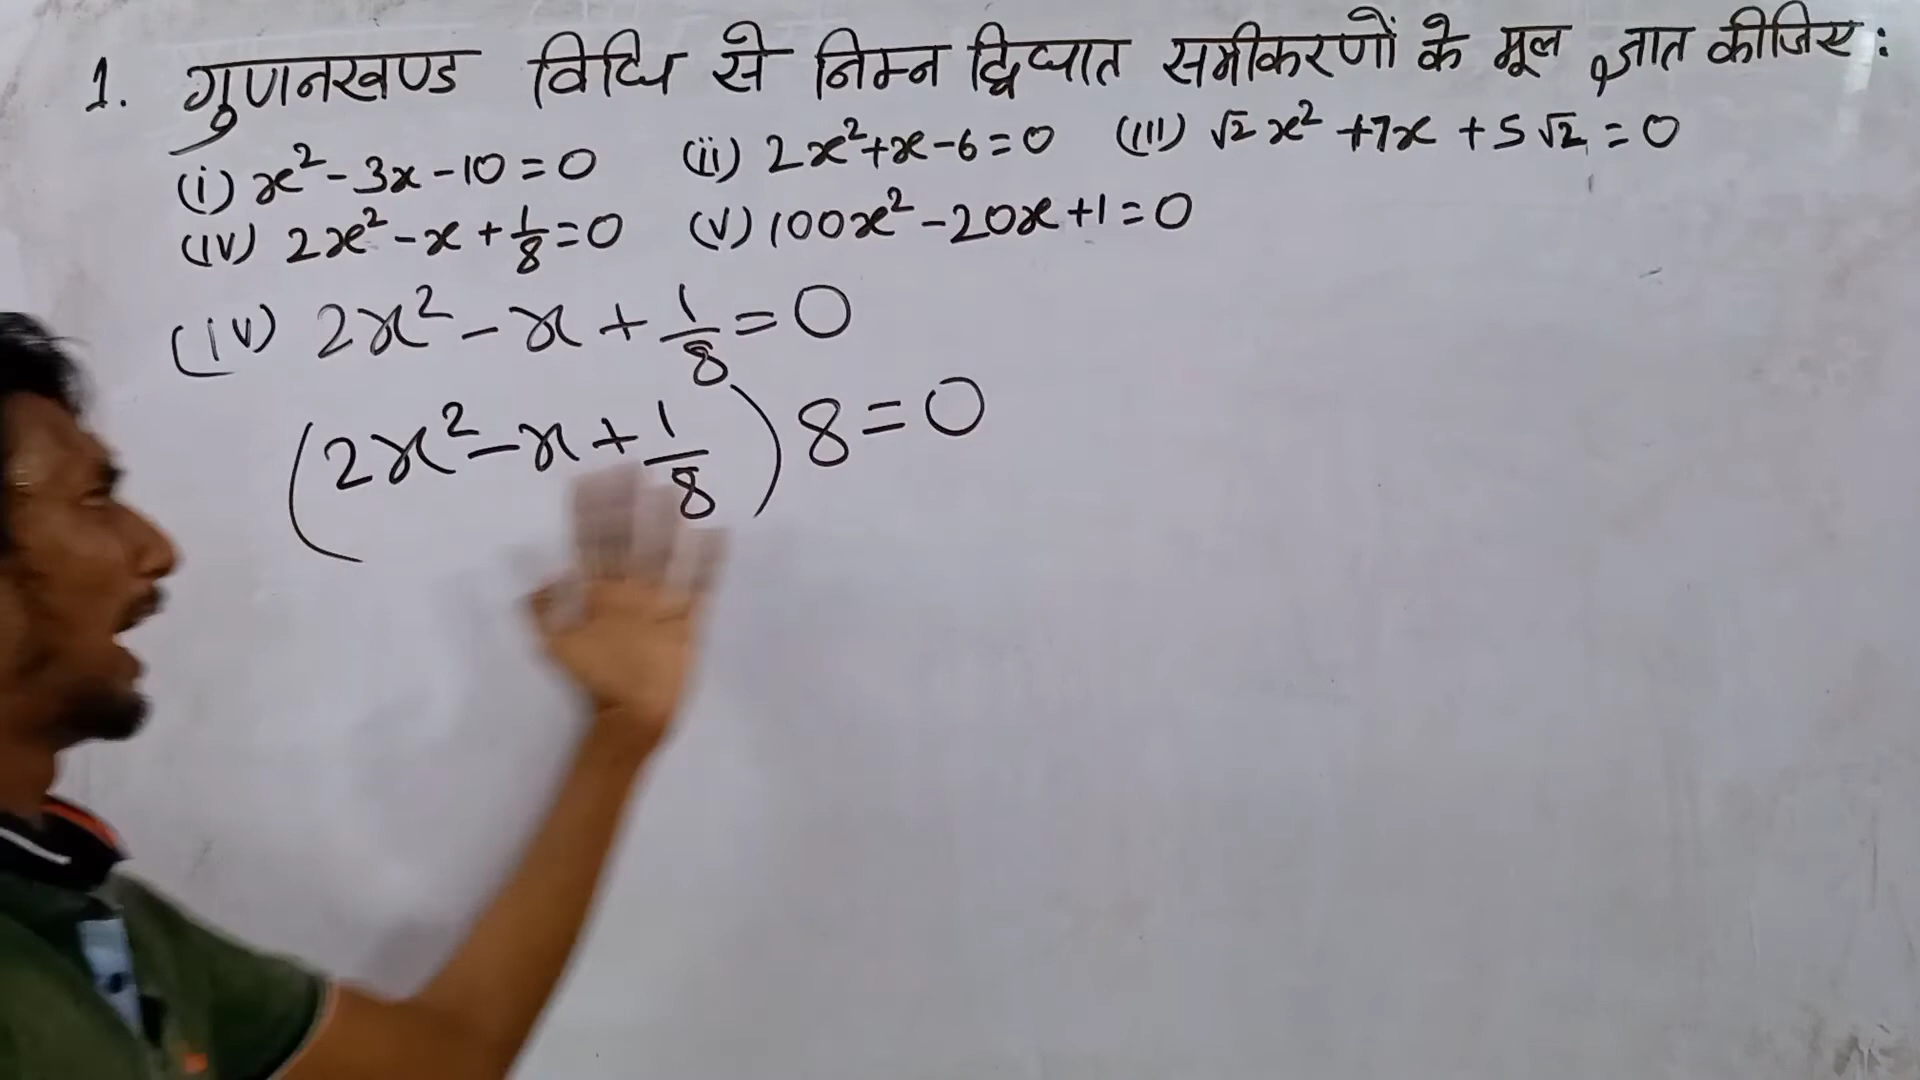 1. गुणनखण्ड विधि से निम्न द्विघात समीकरणों के मूल ज्ञात कीजिए :
(i) x² - 3x - 10 = 0 (ii) 2x² + x - 6 = 0 (iii) √2 x² + 7x + 5√2 = 0
(iv) 2x² - x + 1/8 = 0 (v) 100x² - 20x + 1 = 0
(iv) 2x² - x + 1/8 = 0
(2x² - x + 1/8) 8 = 0